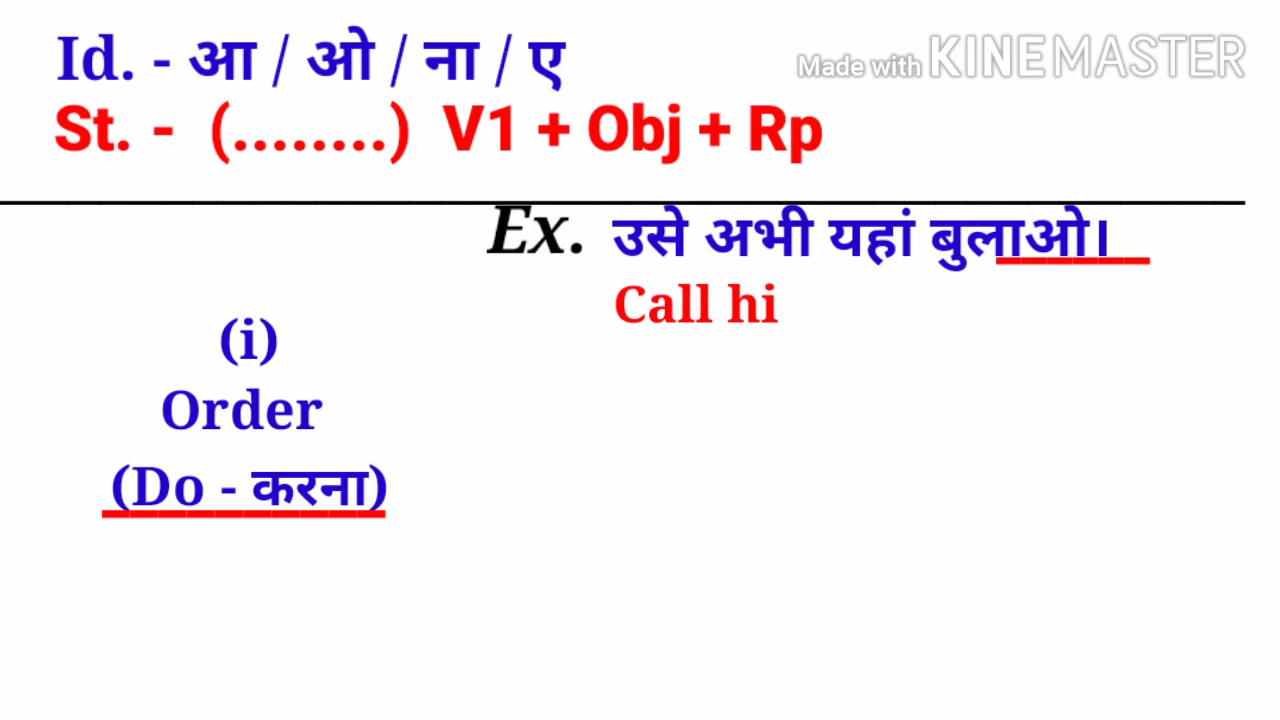 Id. - आ / ओ / ना / ए
Made with KINEMASTER
St. - (........) V1 + Obj + Rp
Ex. उसे अभी यहां बुलाओ।
Call hi
(i)
Order
(Do - करना)